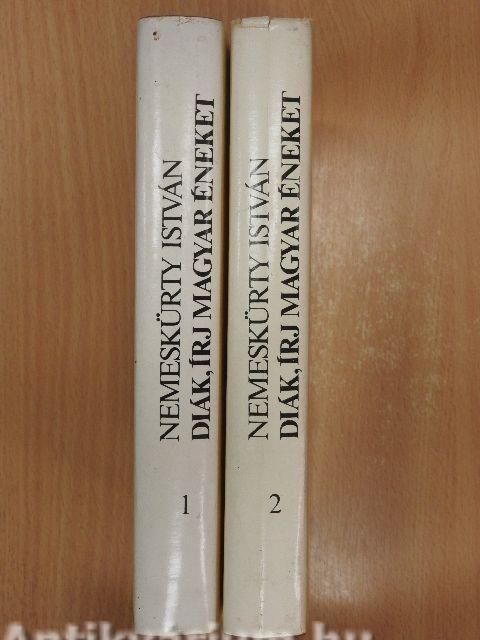 NEMESKÜRTY ISTVÁN
DIÁK, ÍRJ MAGYAR ÉNEKET
1
NEMESKÜRTY ISTVÁN
DIÁK, ÍRJ MAGYAR ÉNEKET
2